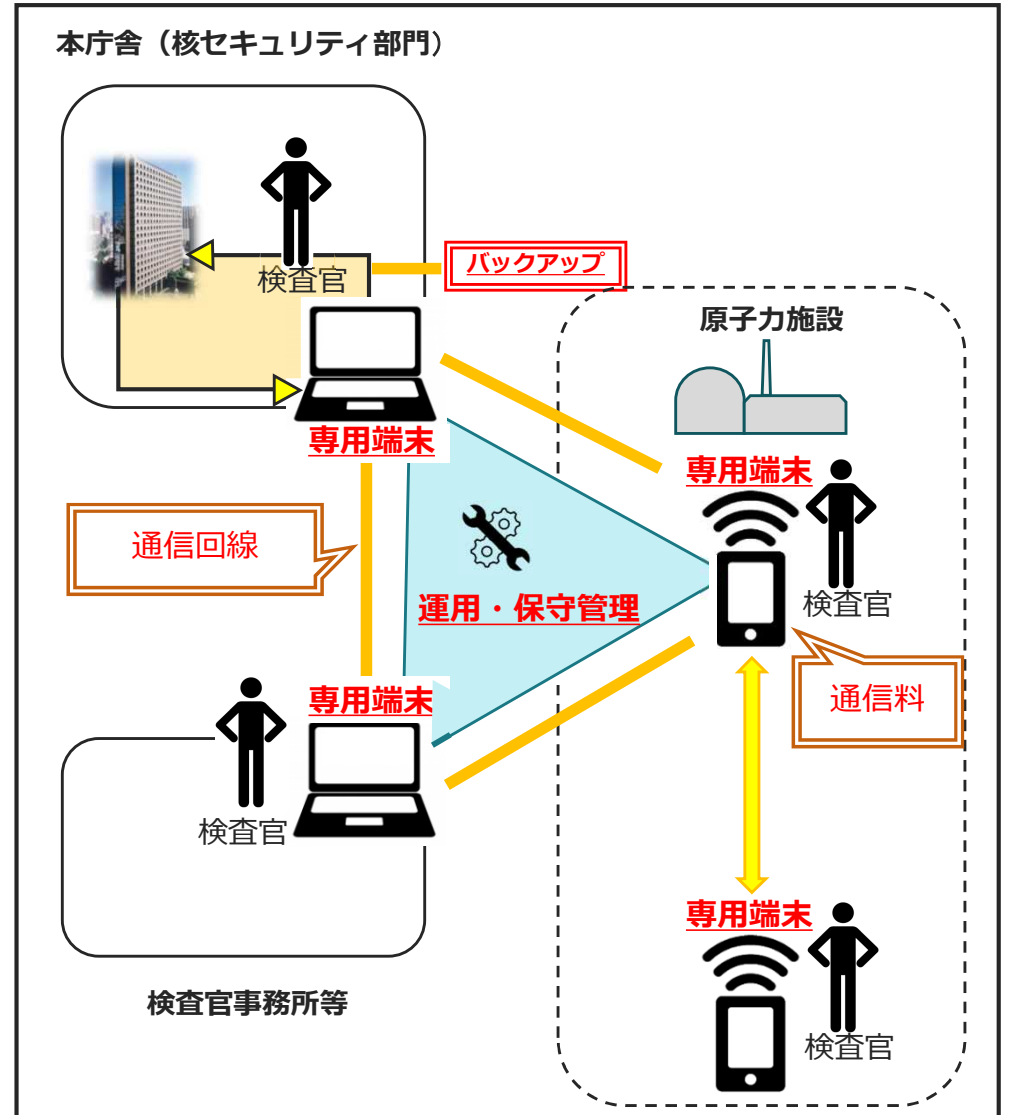 本庁舎（核セキュリティ部門）
検査官
バックアップ
原子力施設
専用端末
専用端末
通信回線
運用・保守管理
検査官
通信料
専用端末
検査官
専用端末
検査官事務所等
検査官